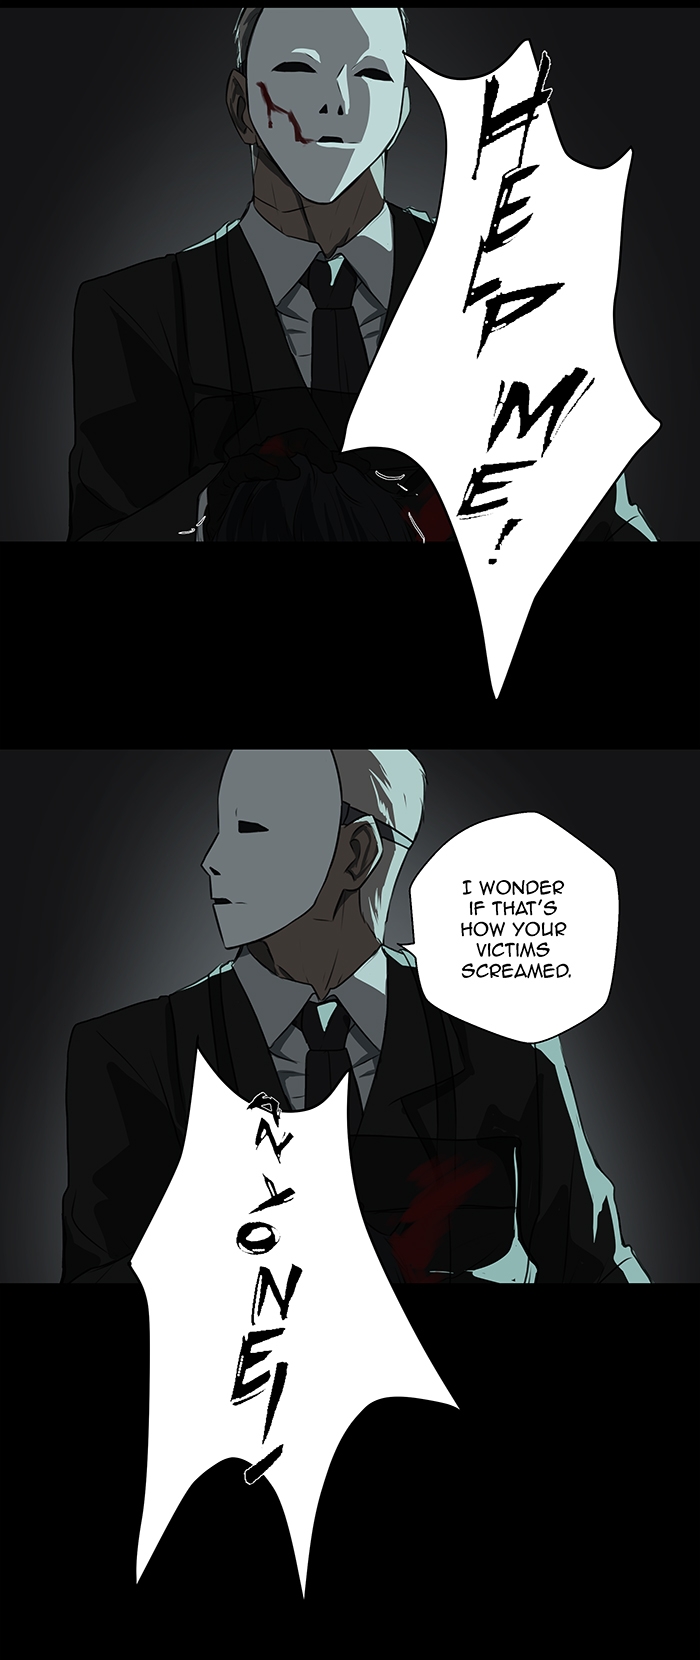 HELP
ME!
I WONDER
IF THAT'S
HOW YOUR
VICTIMS
SCREAMED.
ANYONE!